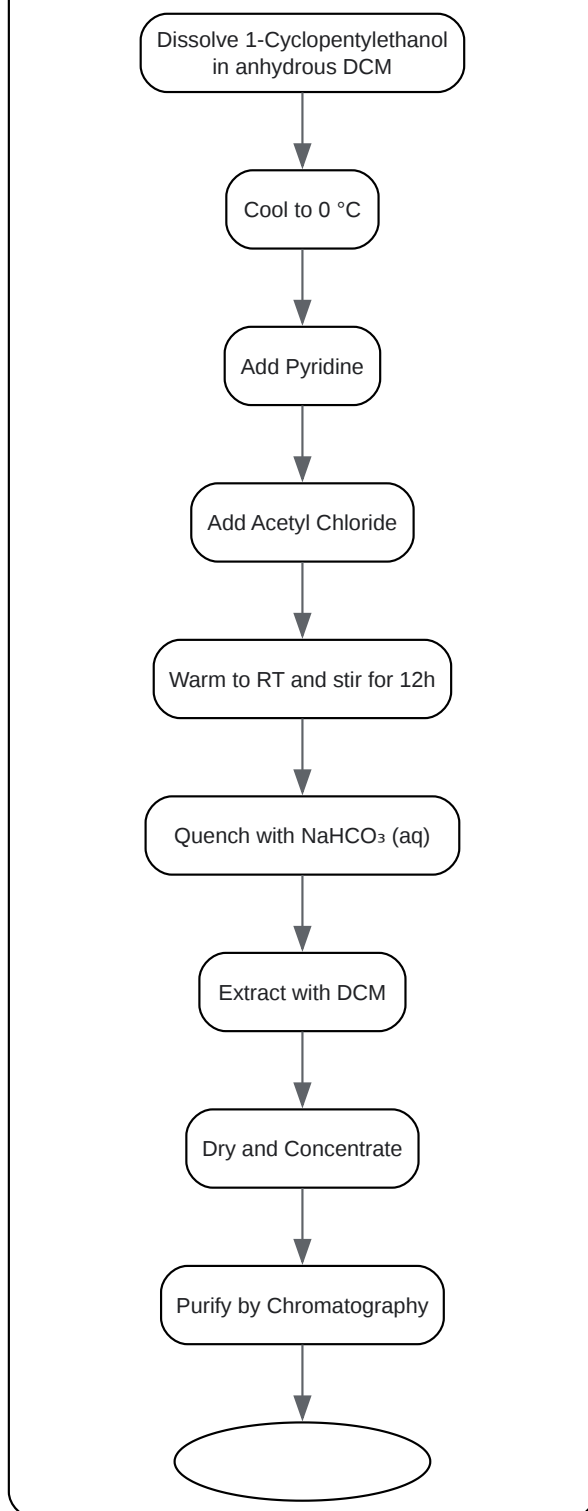 Dissolve 1-Cyclopentylethanol
in anhydrous DCM
Cool to 0 °C
Add Pyridine
Add Acetyl Chloride
Warm to RT and stir for 12h
Quench with NaHCO₃ (aq)
Extract with DCM
Dry and Concentrate
Purify by Chromatography